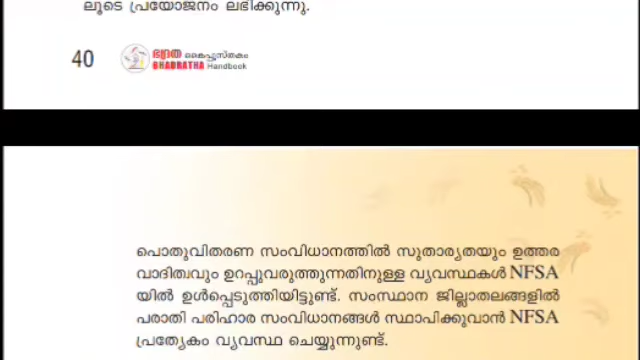 ലൂടെ പ്രയോജനം ലഭിക്കുന്നു.
40 ഭദ്രത കൈപ്പുസ്തകം
BHADRATHA Handbook
പൊതുവിതരണ സംവിധാനത്തിൽ സുതാര്യതയും ഉത്തര
വാദിത്വവും ഉറപ്പുവരുത്തുന്നതിനുള്ള വ്യവസ്ഥകൾ NFSA
യിൽ ഉൾപ്പെടുത്തിയിട്ടുണ്ട്. സംസ്ഥാന ജില്ലാതലങ്ങളിൽ
പരാതി പരിഹാര സംവിധാനങ്ങൾ സ്ഥാപിക്കുവാൻ NFSA
പ്രത്യേകം വ്യവസ്ഥ ചെയ്യുന്നുണ്ട്.